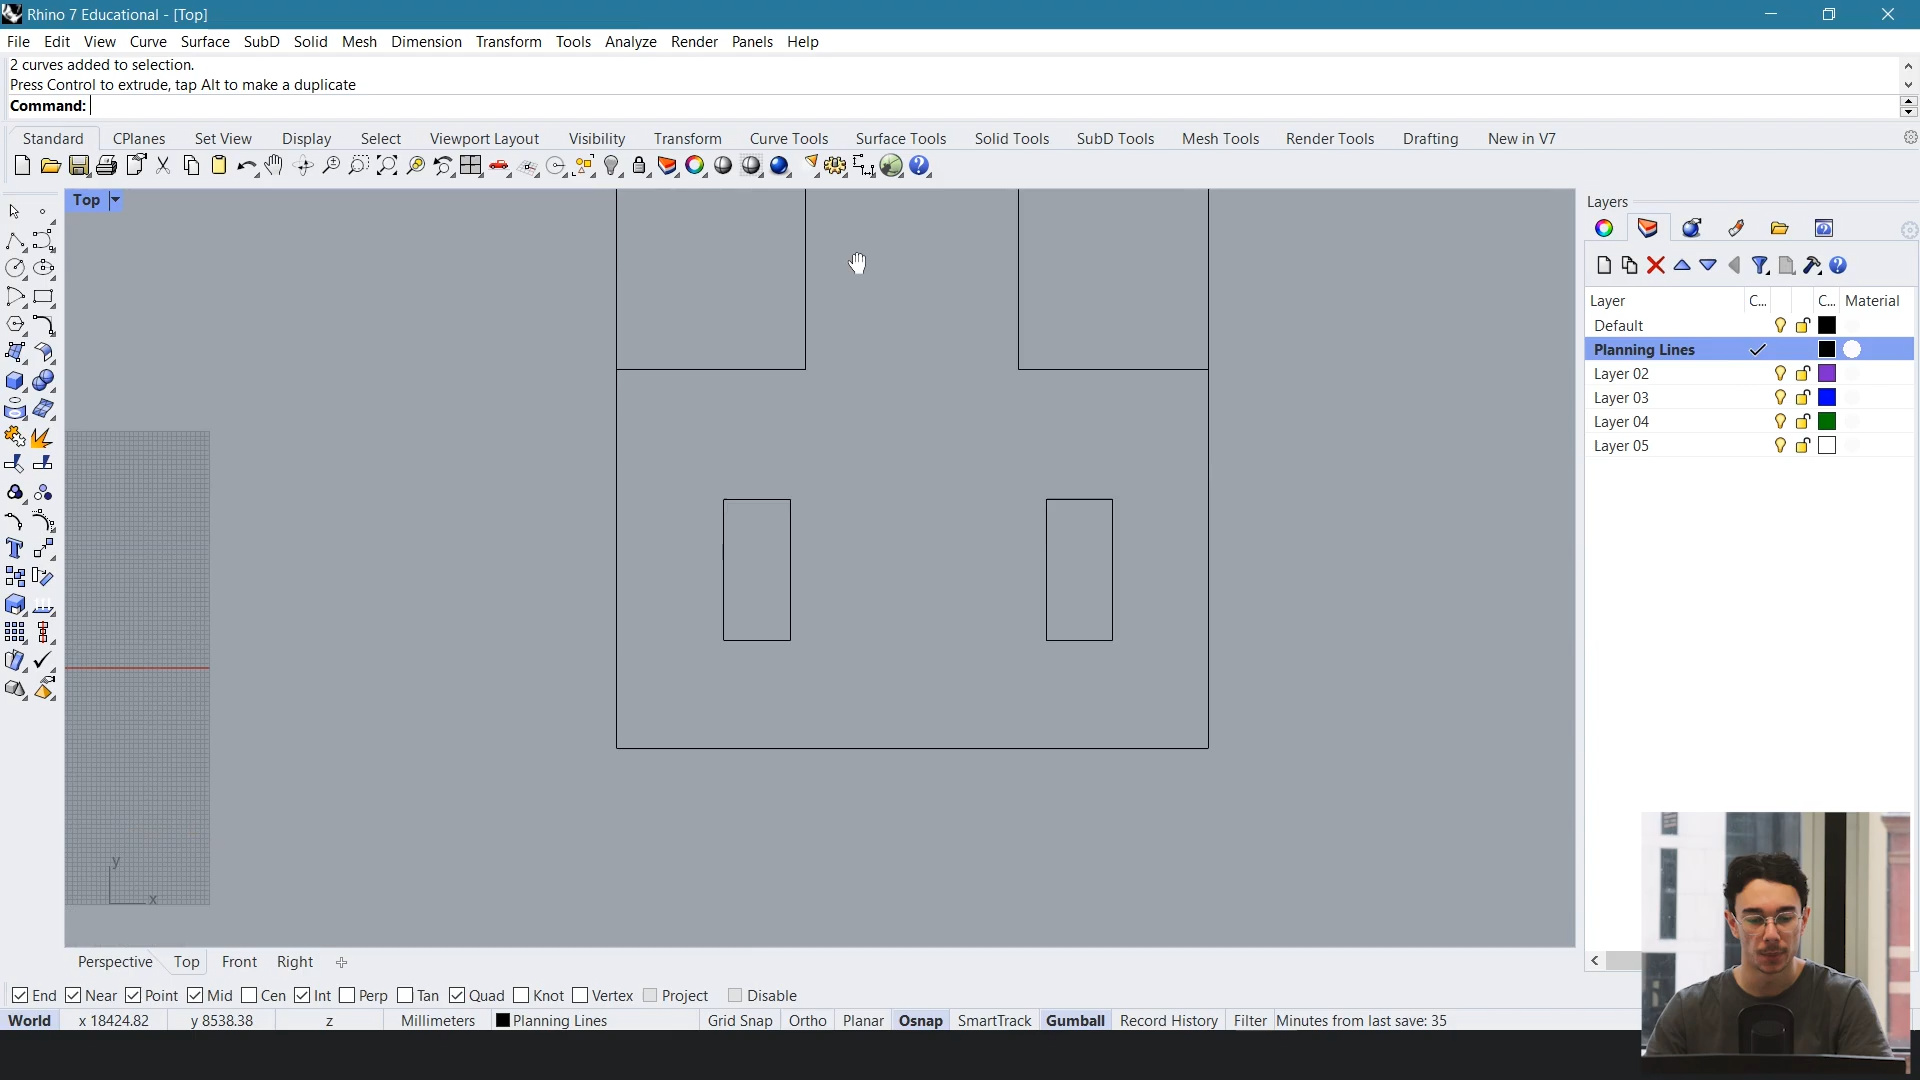 Rhino 7 Educational - [Top]
File Edit View Curve Surface SubD Solid Mesh Dimension Transform Tools Analyze Render Panels Help
2 curves added to selection.
Press Control to extrude, tap Alt to make a duplicate
Command:
Standard CPlanes Set View Display Select Viewport Layout Visibility Transform Curve Tools Surface Tools Solid Tools SubD Tools Mesh Tools Render Tools Drafting New in V7
Top
Layers
Layer C... C... Material
Default
Planning Lines
Layer 02
Layer 03
Layer 04
Layer 05
y
x
Perspective Top Front Right
End Near Point Mid Cen Int Perp Tan Quad Knot Vertex Project Disable
World x 18424.82 y 8538.38 z Millimeters Planning Lines Grid Snap Ortho Planar Osnap SmartTrack Gumball Record History Filter Minutes from last save: 35